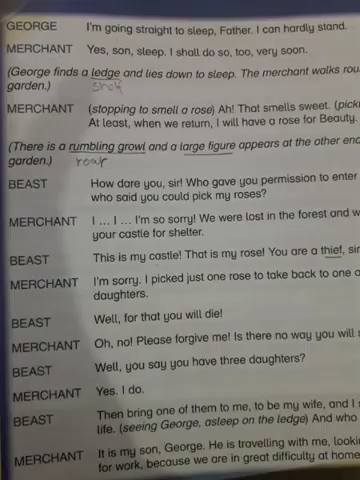 GEORGE I'm going straight to sleep, Father. I can hardly stand.
MERCHANT Yes, son, sleep. I shall do so, too, very soon.
(George finds a ledge and lies down to sleep. The merchant walks
garden.)
MERCHANT (stopping to smell a rose) Ah! That smells sweet. (
At least, when we return, I will have a rose for Beauty.
(There is a rumbling growl and a large figure appears at the other
garden.) roar
BEAST How dare you, sir! Who gave you permission to enter
who said you could pick my roses?
MERCHANT I ... I ... I'm so sorry! We were lost in the forest and
your castle for shelter.
BEAST This is my castle! That is my rose! You are a thief,
MERCHANT I'm sorry. I picked just one rose to take back to one
daughters.
BEAST Well, for that you will die!
MERCHANT Oh, no! Please forgive me! Is there no way you will
BEAST Well, you say you have three daughters?
MERCHANT Yes. I do.
BEAST Then bring one of them to me, to be my wife, and I
life. (seeing George, asleep on the ledge) And who
MERCHANT It is my son, George. He is travelling with me,
for work, because we are in great difficulty at home